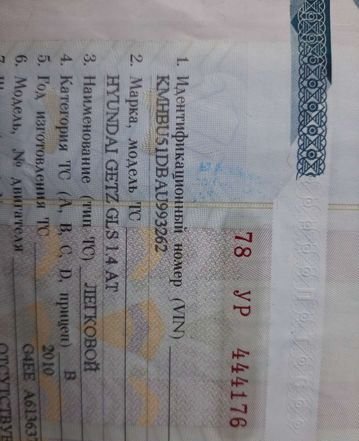 78 УР 444176
1. Идентификационный номер (VIN)
KMHBU51DBAU093262
2. Марка, модель ТС
HYUNDAI GETZ GLS 1.4 AT
3. Наименование (тип ТС) ЛЕГКОВОЙ
4. Категория ТС (А, В, С, D, прицеп) В
5. Год изготовления ТС 2010
6. Модель, № двигателя G4EE